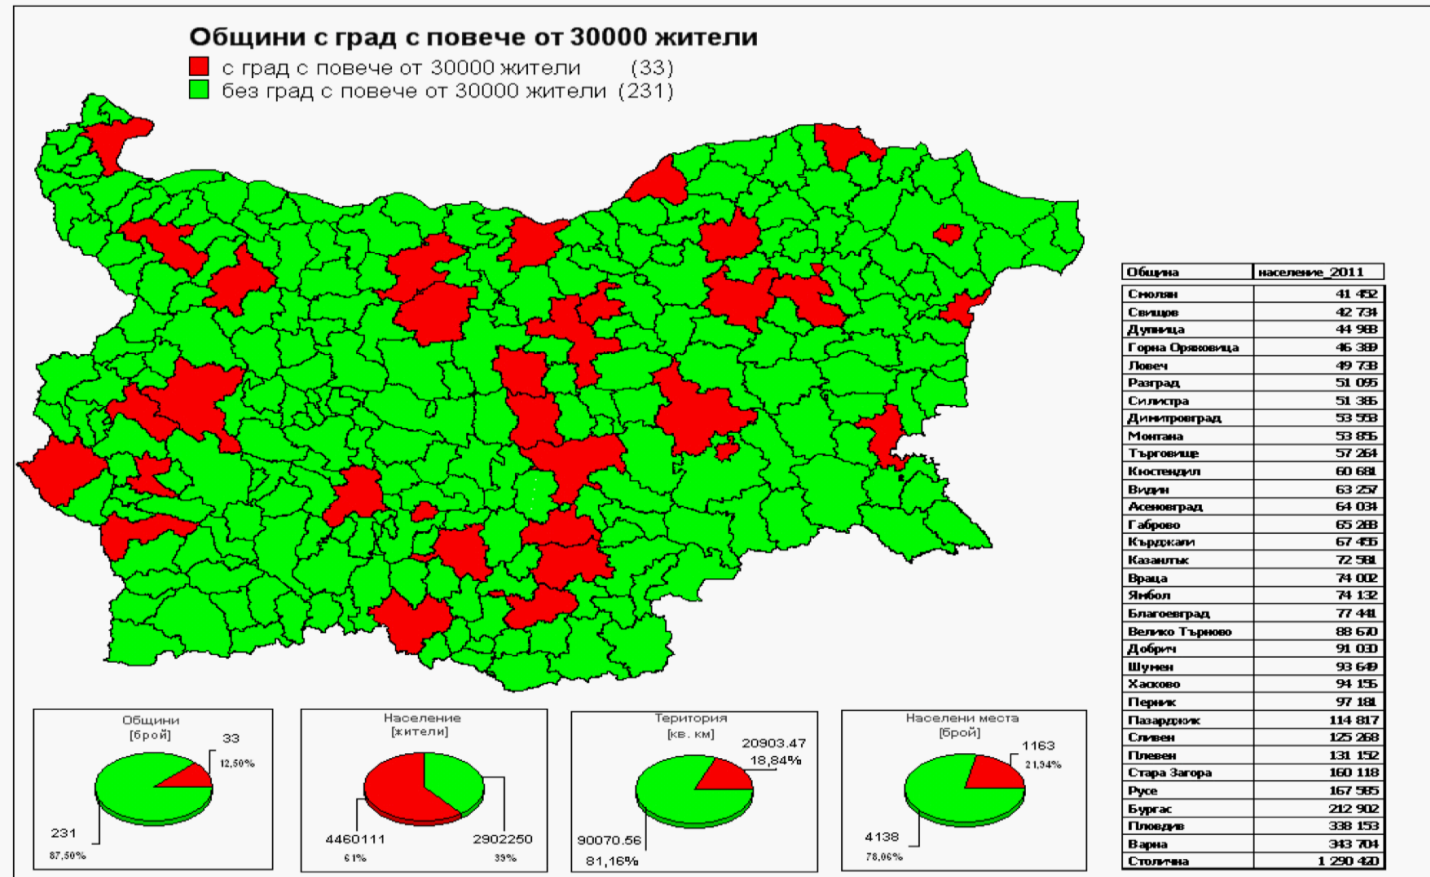 Общини с град с повече от 30000 жители
с град с повече от 30000 жители (33)
без град с повече от 30000 жители (231)
Община население_2011
Смолян 41 452
Свищов 42 734
Дупница 44 988
Горна Оряховица 46 389
Ловеч 49 738
Разград 51 095
Силистра 51 386
Димитровград 53 558
Монтана 53 856
Търговище 57 264
Кюстендил 60 681
Видин 63 257
Асеновград 64 034
Габрово 65 288
Кърджали 67 456
Казанлък 72 581
Враца 74 002
Ямбол 74 132
Благоевград 77 441
Велико Търново 88 670
Добрич 91 030
Шумен 93 649
Хасково 94 156
Перник 97 181
Пазарджик 114 817
Сливен 125 268
Плевен 131 152
Стара Загора 160 118
Русе 167 585
Бургас 212 902
Пловдив 338 153
Варна 343 704
Столична 1 290 420
Общини
[брой]
33
12,50%
231
87,50%
Население
[жители]
4460111
61%
2902250
39%
Територия
[кв. км]
20903.47
18,84%
90070.56
81,16%
Населени места
[брой]
1163
21,94%
4138
78,06%